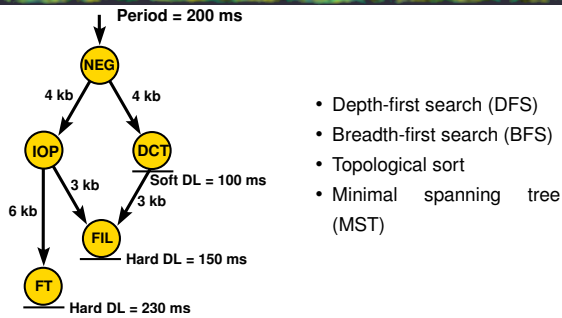 Period = 200 ms
NEG
4 kb
4 kb
IOP
DCT
Soft DL = 100 ms
3 kb
3 kb
6 kb
FIL
Hard DL = 150 ms
FT
Hard DL = 230 ms
• Depth-first search (DFS)
• Breadth-first search (BFS)
• Topological sort
• Minimal spanning tree
(MST)